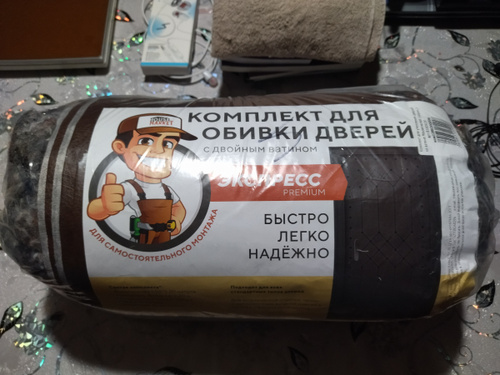 КОМПЛЕКТ ДЛЯ
ОБИВКИ ДВЕРЕЙ
С ДВОЙНЫМ ВАТИНОМ
ЭКСПРЕСС
PREMIUM
БЫСТРО
ЛЕГКО
НАДЁЖНО
ДЛЯ САМОСТОЯТЕЛЬНОГО МОНТАЖА